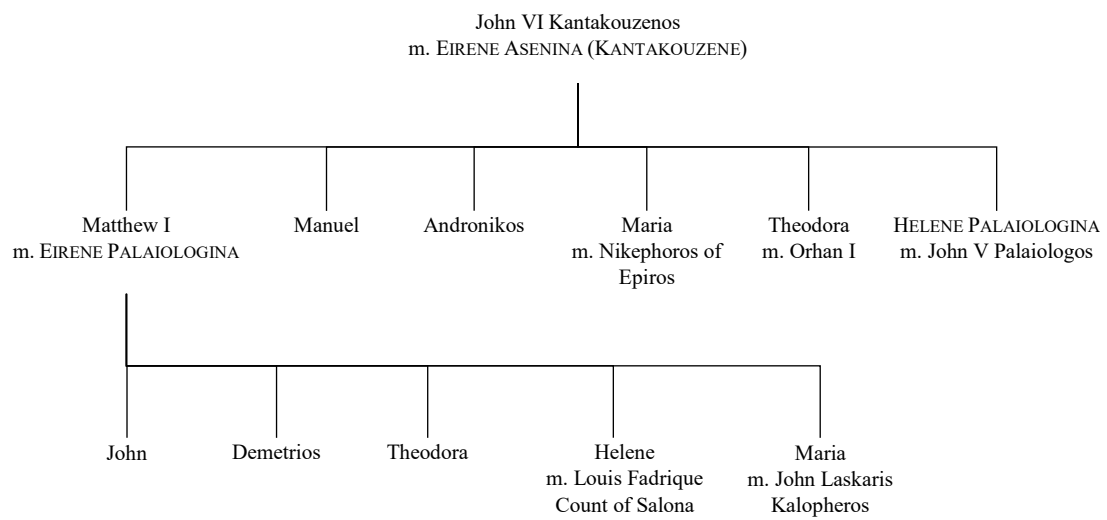 John VI Kantakouzenos
m. EIRENE ASENINA (KANTAKOUZENE)
Matthew I
m. EIRENE PALAIOLOGINA
Manuel
Andronikos
Maria
m. Nikephoros of
Epiros
Theodora
m. Orhan I
HELENE PALAIOLOGINA
m. John V Palaiologos
John
Demetrios
Theodora
Helene
m. Louis Fadrique
Count of Salona
Maria
m. John Laskaris
Kalopheros